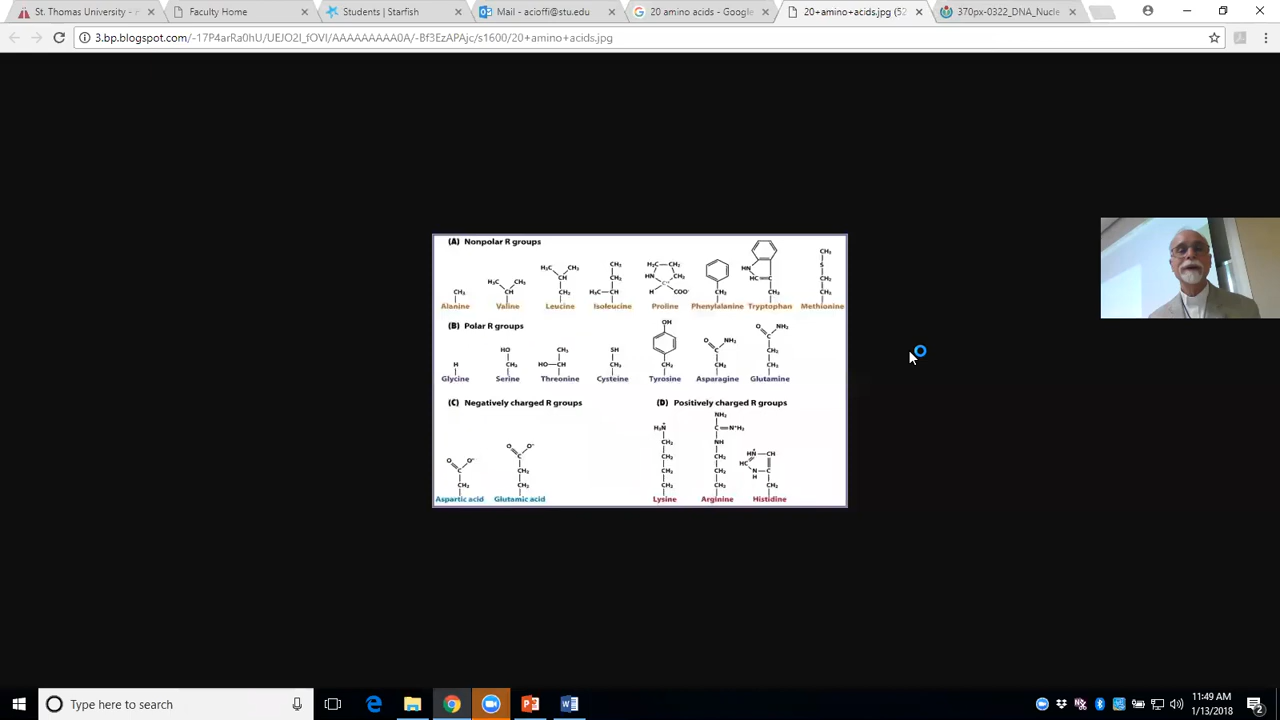 St. Thomas University -
Faculty Home
Students | Starfish
Mail - acioffi@stu.edu
20 amino acids - Google
20+amino+acids.jpg (52
370px-0322_DNA_Nucle
3.bp.blogspot.com/-17P4arRa0hU/UEJO2I_fOVI/AAAAAAAAA0A/-Bf3EzAPAjc/s1600/20+amino+acids.jpg
(A) Nonpolar R groups
Alanine Valine Leucine Isoleucine Proline Phenylalanine Tryptophan Methionine
(B) Polar R groups
Glycine Serine Threonine Cysteine Tyrosine Asparagine Glutamine
(C) Negatively charged R groups
(D) Positively charged R groups
Aspartic acid Glutamic acid
Lysine Arginine Histidine
Type here to search
11:49 AM
1/13/2018